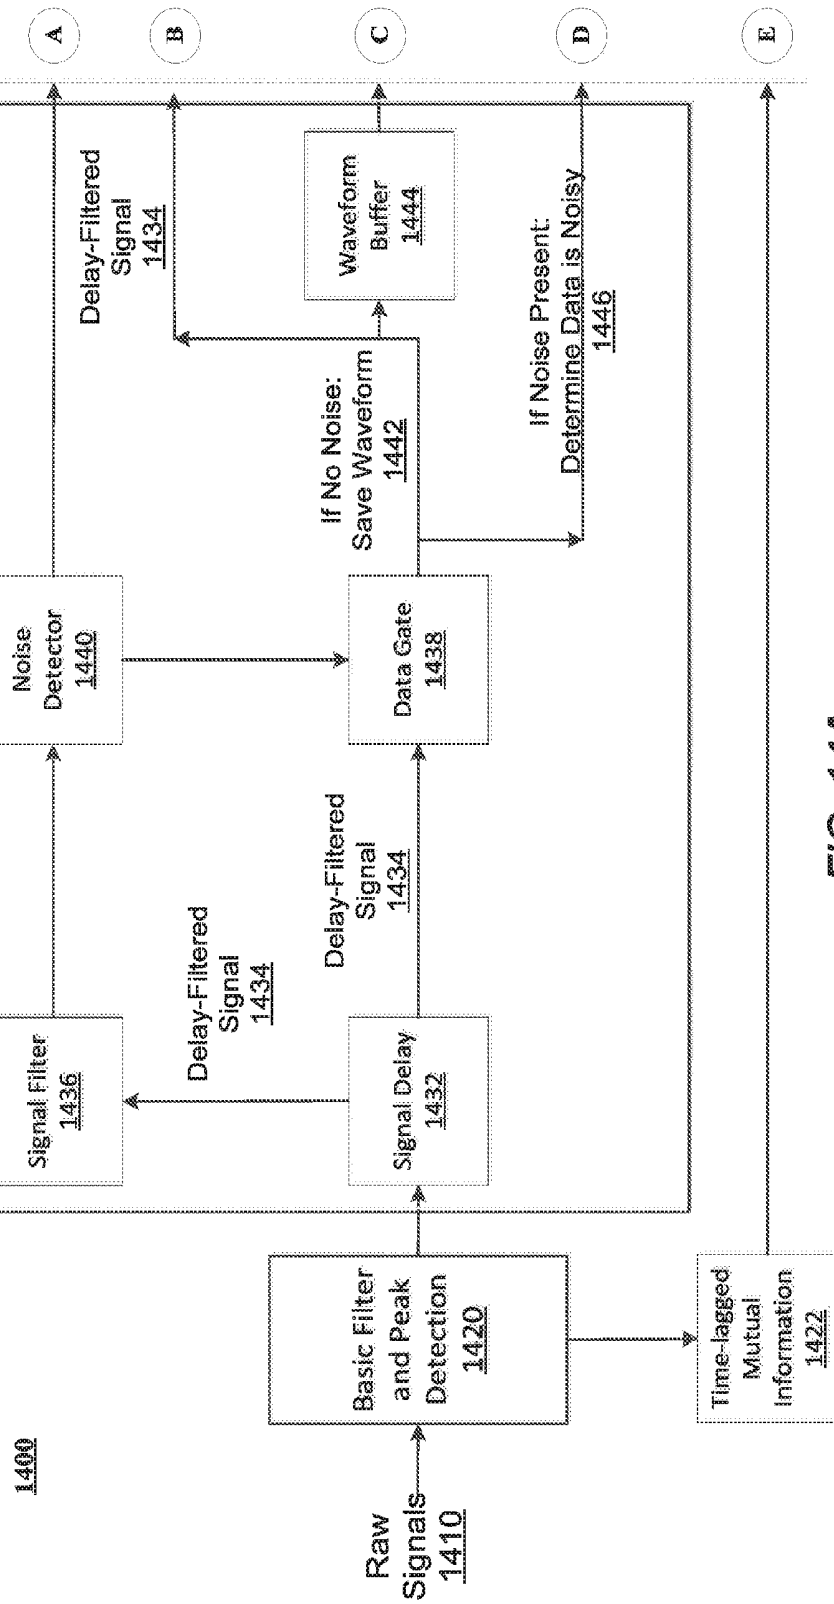 1400
Raw
Signals
1410
Basic Filter
and Peak
Detection
1420
Time-lagged
Mutual
Information
1422
Signal Filter
1436
Signal Delay
1432
Delay-Filtered
Signal
1434
Delay-Filtered
Signal
1434
Noise
Detector
1440
Data Gate
1438
If No Noise:
Save Waveform
1442
If Noise Present:
Determine Data is Noisy
1446
Delay-Filtered
Signal
1434
Waveform
Buffer
1444
A
B
C
D
E